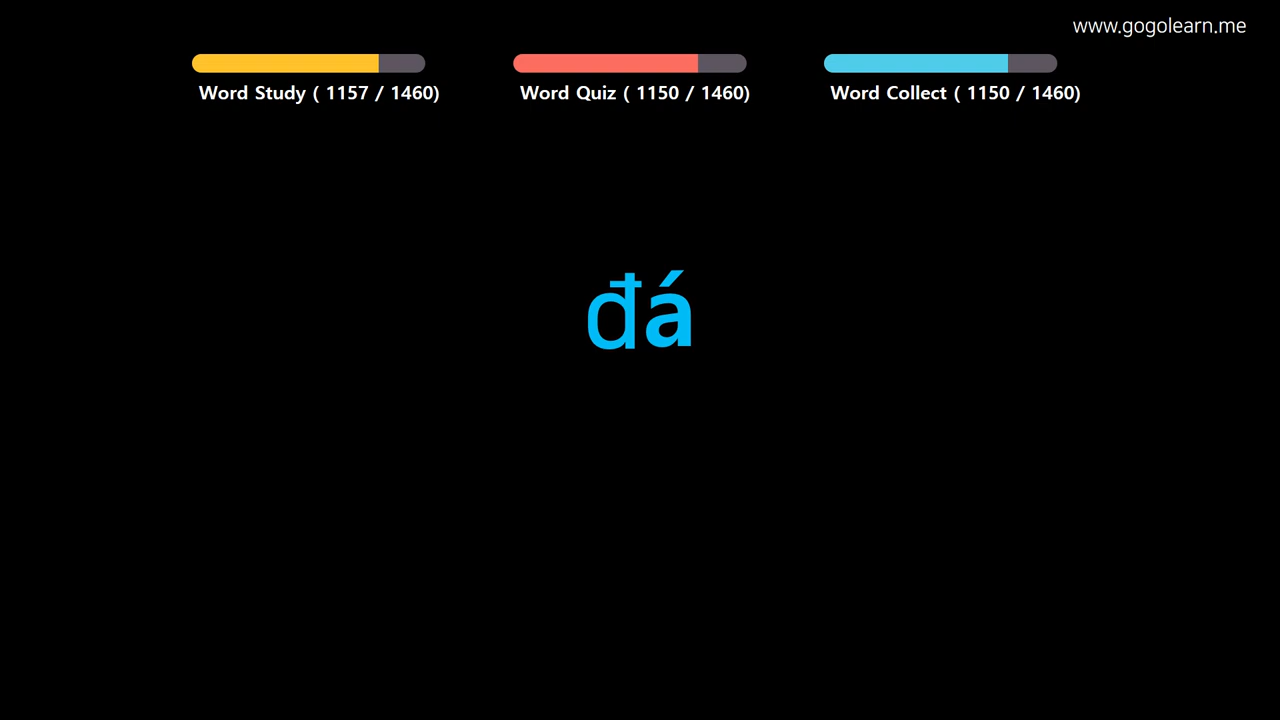 www.gogolearn.me
Word Study ( 1157 / 1460)
Word Quiz ( 1150 / 1460)
Word Collect ( 1150 / 1460)
đá